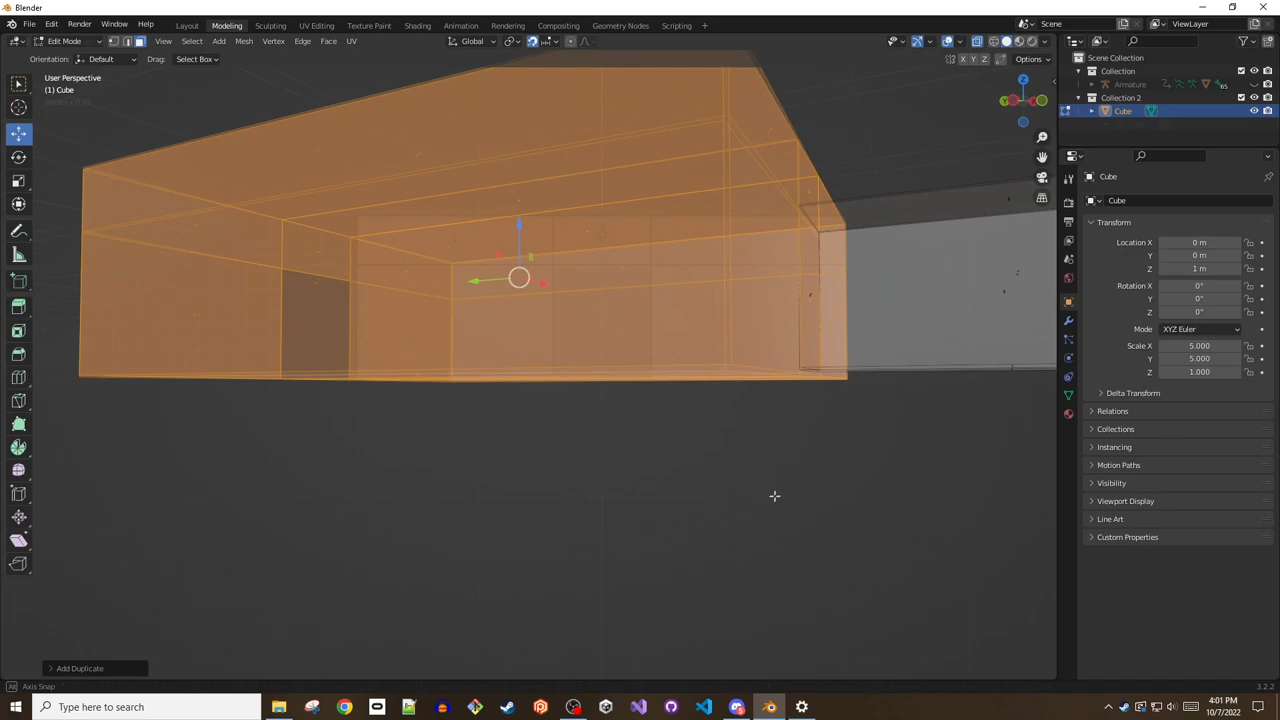 Blender
File Edit Render Window Help Layout Modeling Sculpting UV Editing Texture Paint Shading Animation Rendering Compositing Geometry Nodes Scripting + Scene ViewLayer
Edit Mode View Select Add Mesh Vertex Edge Face UV Global
Orientation: Default Drag: Select Box X Y Z Options
User Perspective
(1) Cube
Scene Collection
Collection
Armature 65
Collection 2
Cube
Cube
Cube
Transform
Location X 0 m
Y 0 m
Z 1 m
Rotation X 0°
Y 0°
Z 0°
Mode XYZ Euler
Scale X 5.000
Y 5.000
Z 1.000
Delta Transform
Relations
Collections
Instancing
Motion Paths
Visibility
Viewport Display
Line Art
Custom Properties
Add Duplicate
Alt Axis Snap 3.2.2
Type here to search
4:01 PM
10/7/2022